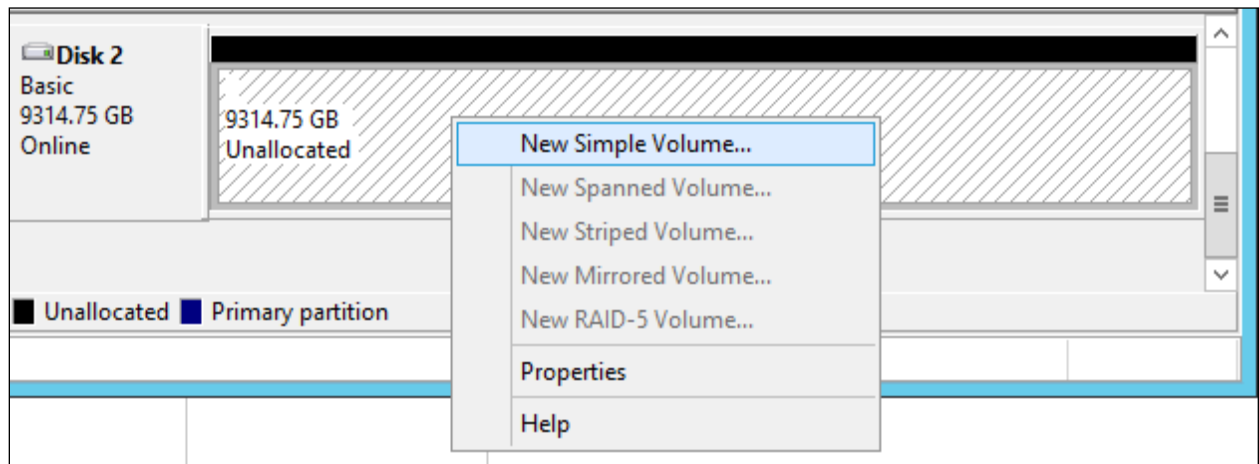 Disk 2
Basic
9314.75 GB
Online
9314.75 GB
Unallocated
New Simple Volume...
New Spanned Volume...
New Striped Volume...
New Mirrored Volume...
New RAID-5 Volume...
Properties
Help
Unallocated Primary partition